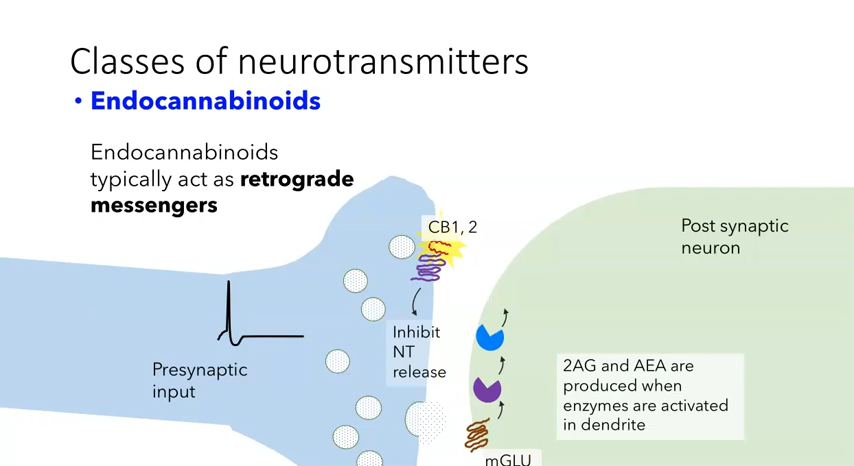 Classes of neurotransmitters
• Endocannabinoids
Endocannabinoids
typically act as retrograde
messengers
CB1, 2
Post synaptic
neuron
Inhibit
NT
release
Presynaptic
input
2AG and AEA are
produced when
enzymes are activated
in dendrite
mGLU